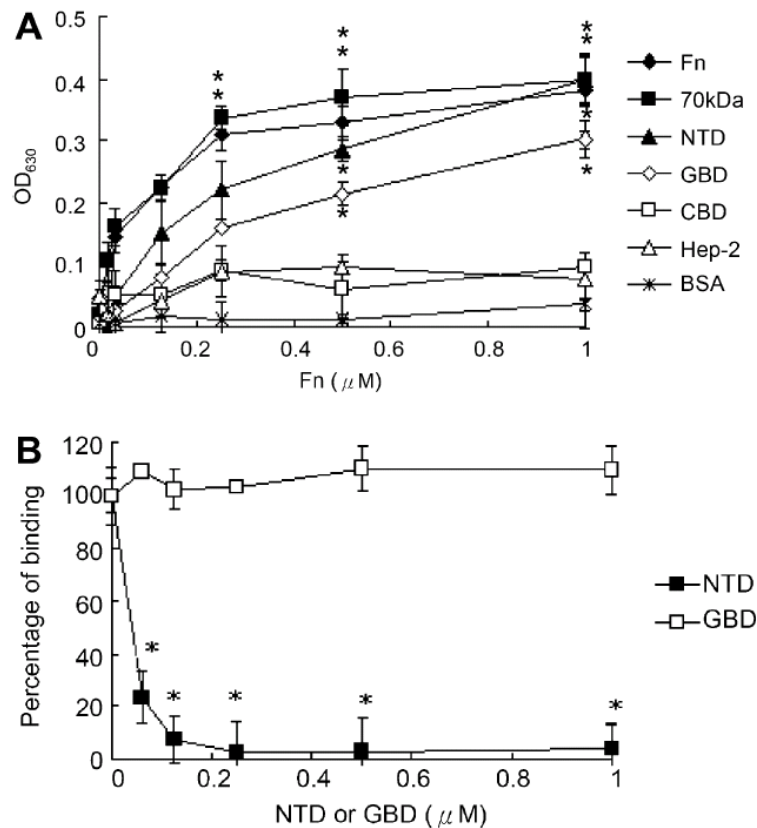 A
0.5
0.4
0.3
0.2
0.1
0
OD630
0 0.2 0.4 0.6 0.8 1
Fn (μM)
* * * * * * * * * *
Fn
70kDa
NTD
GBD
CBD
Hep-2
BSA
B
120
100
80
60
40
20
0
Percentage of binding
0 0.2 0.4 0.6 0.8 1
NTD or GBD (μM)
* * * * *
NTD
GBD